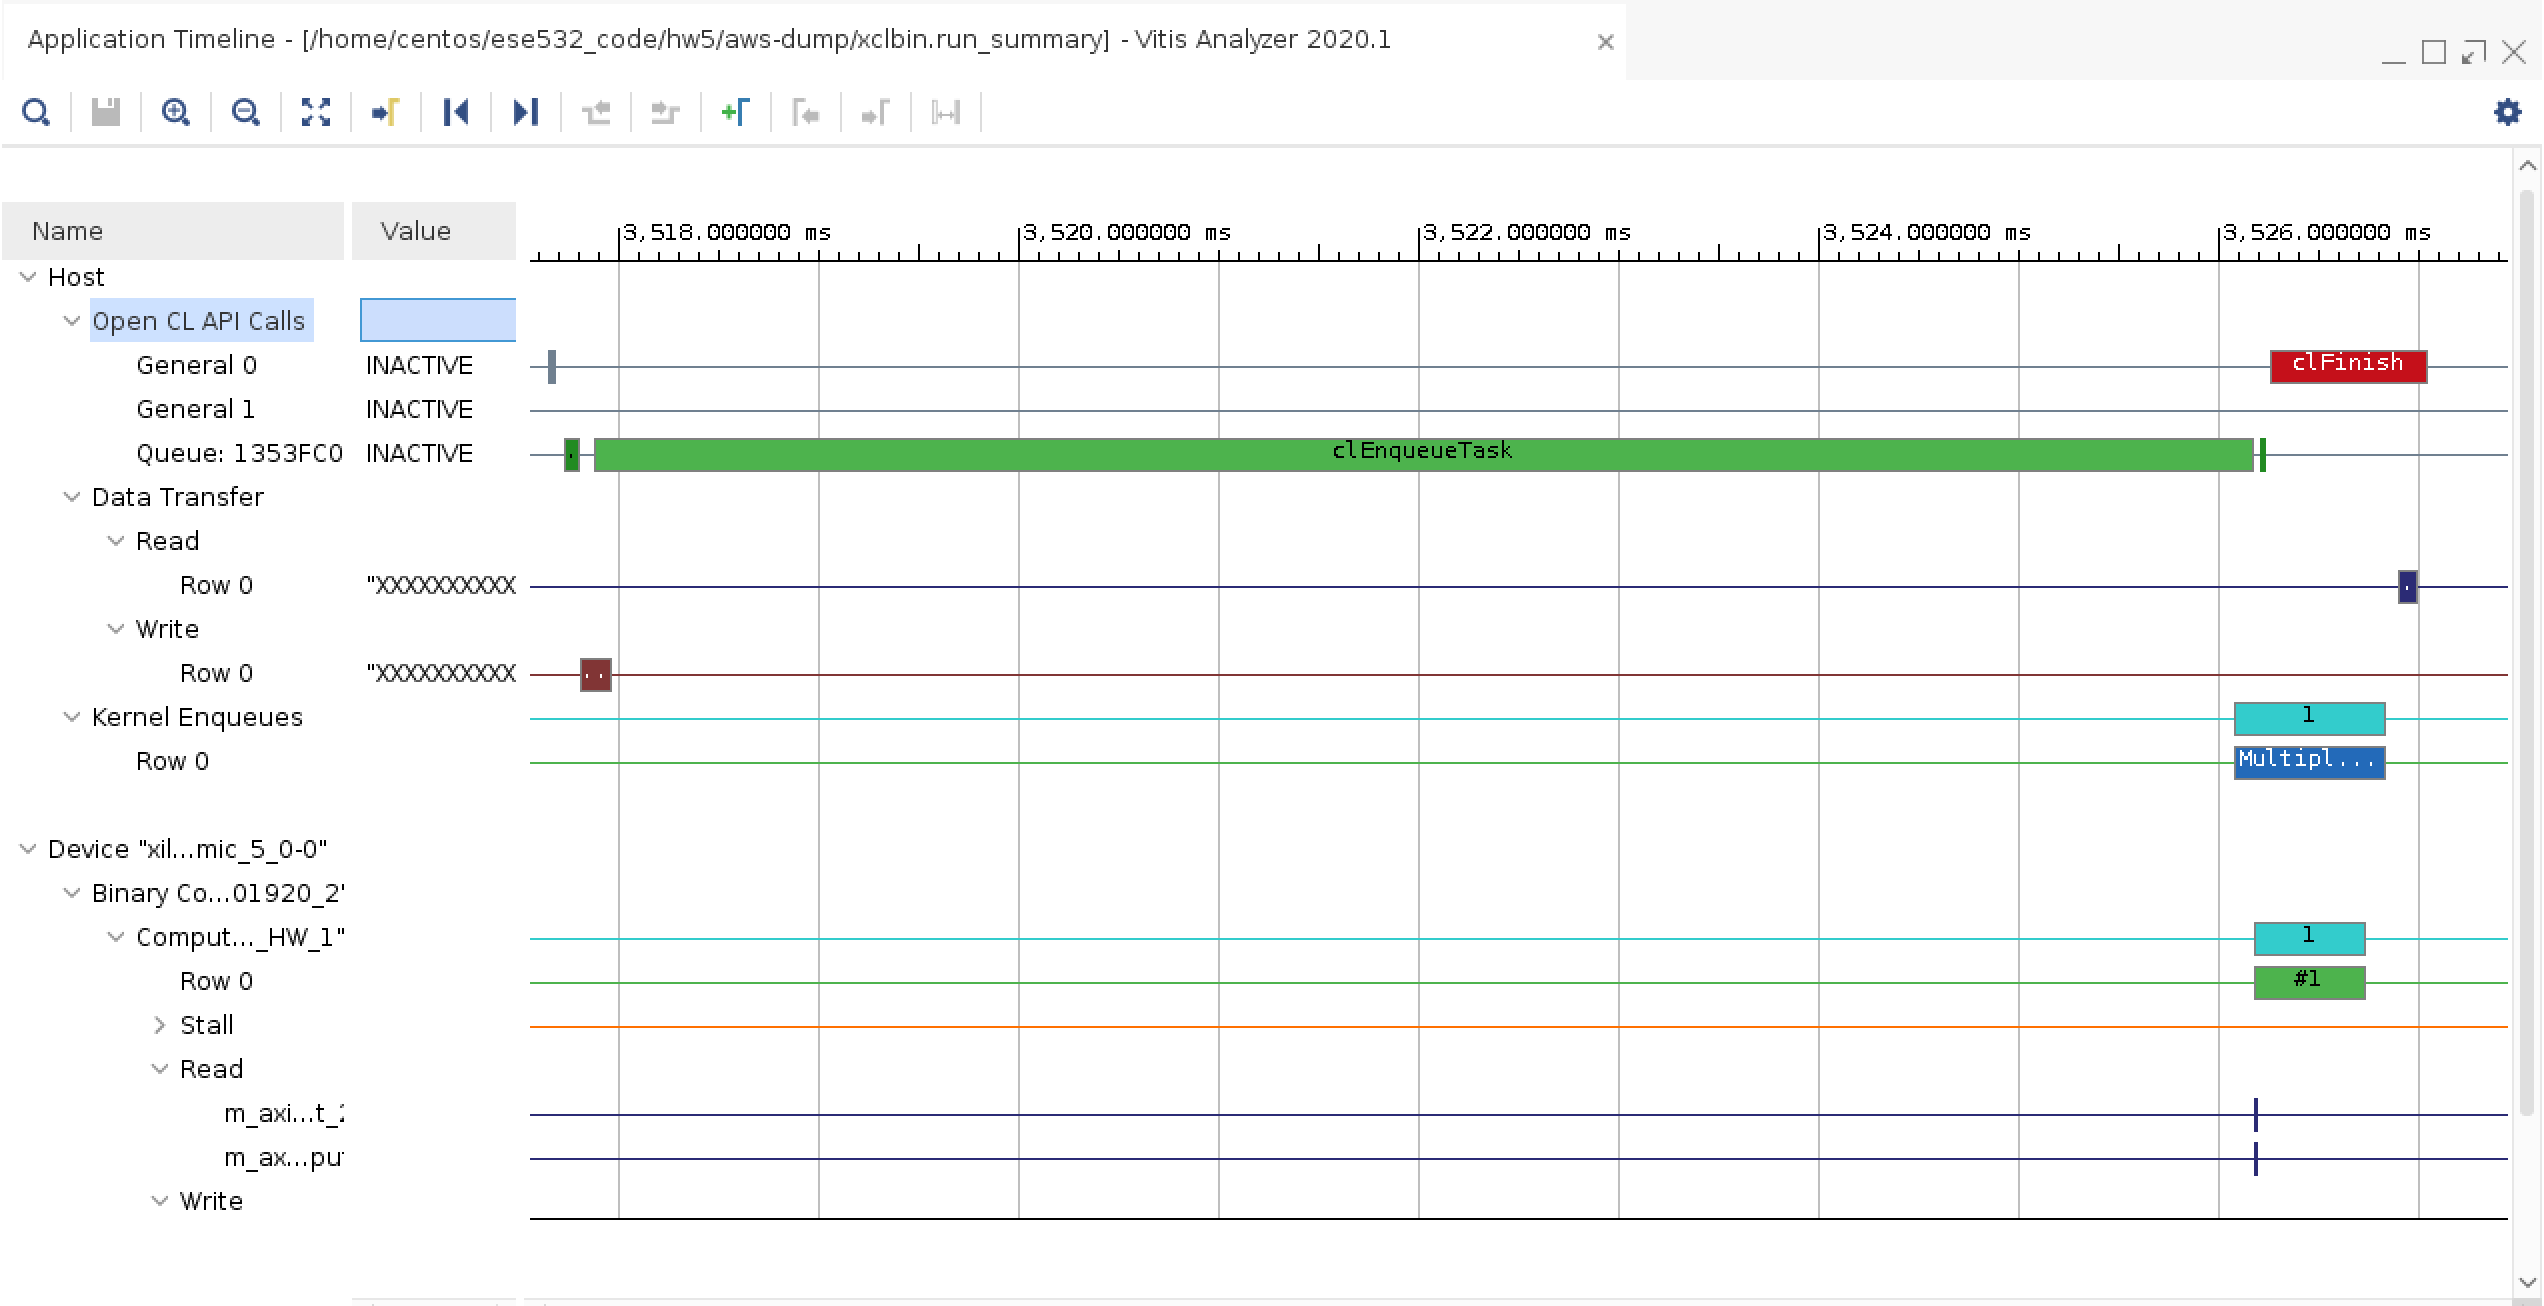 Application Timeline - [/home/centos/ese532_code/hw5/aws-dump/xclbin.run_summary] - Vitis Analyzer 2020.1
Name Value 3,518.000000 ms 3,520.000000 ms 3,522.000000 ms 3,524.000000 ms 3,526.000000 ms
Host
Open CL API Calls
General 0 INACTIVE clFinish
General 1 INACTIVE
Queue: 1353FC0 INACTIVE clEnqueueTask
Data Transfer
Read
Row 0 "XXXXXXXXXX
Write
Row 0 "XXXXXXXXXX
Kernel Enqueues 1
Row 0 Multipl...
Device "xil...mic_5_0-0"
Binary Co...01920_2'
Comput..._HW_1" 1
Row 0 #1
Stall
Read
m_axi...t_2
m_ax...put
Write